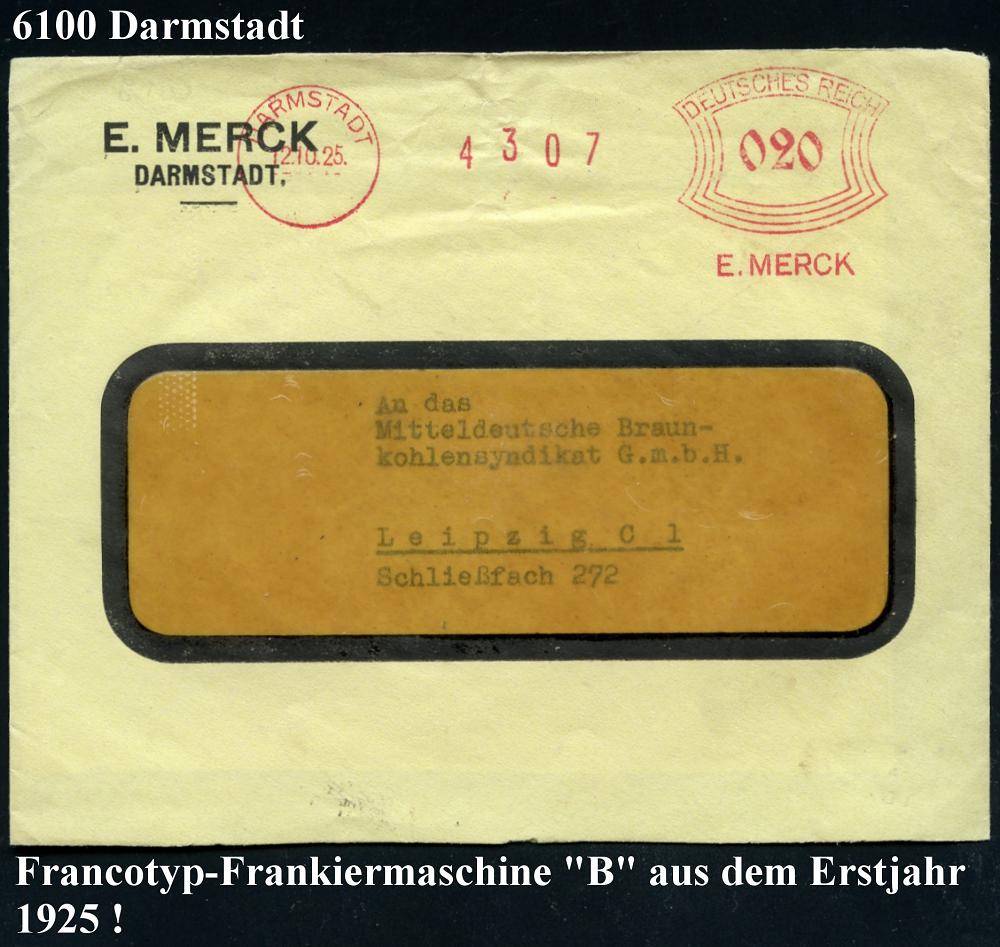 6100 Darmstadt
E. MERCK
DARMSTADT,
DARMSTADT
12.10.25.
4 3 0 7
DEUTSCHES REICH
020
E. MERCK
An das
Mitteldeutsche Braun-
kohlensyndikat G.m.b.H.
Leipzig C 1
Schließfach 272
Francotyp-Frankiermaschine "B" aus dem Erstjahr
1925 !